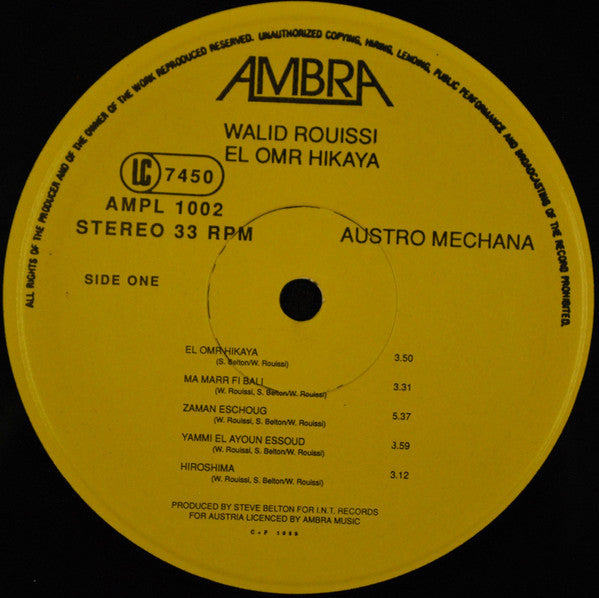 ALL RIGHTS OF THE PRODUCER AND OF THE OWNER OF THE WORK REPRODUCED RESERVED. UNAUTHORIZED COPYING, HIRING, LENDING, PUBLIC PERFORMANCE AND BROADCASTING OF THE RECORD PROHIBITED.
AMBRA
WALID ROUISSI
EL OMR HIKAYA
LC 7450
AMPL 1002
STEREO 33 RPM
AUSTRO MECHANA
SIDE ONE
EL OMR HIKAYA 3.50
(S. Belton/W. Rouissi)
MA MARR FI BALI 3.31
(W. Rouissi, S. Belton/W. Rouissi)
ZAMAN ESCHOUG 5.37
(W. Rouissi, S. Belton/W. Rouissi)
YAMMI EL AYOUN ESSOUD 3.59
(W. Rouissi, S. Belton/W. Rouissi)
HIROSHIMA 3.12
(W. Rouissi, S. Belton/W. Rouissi)
PRODUCED BY STEVE BELTON FOR I.N.T. RECORDS
FOR AUSTRIA LICENCED BY AMBRA MUSIC